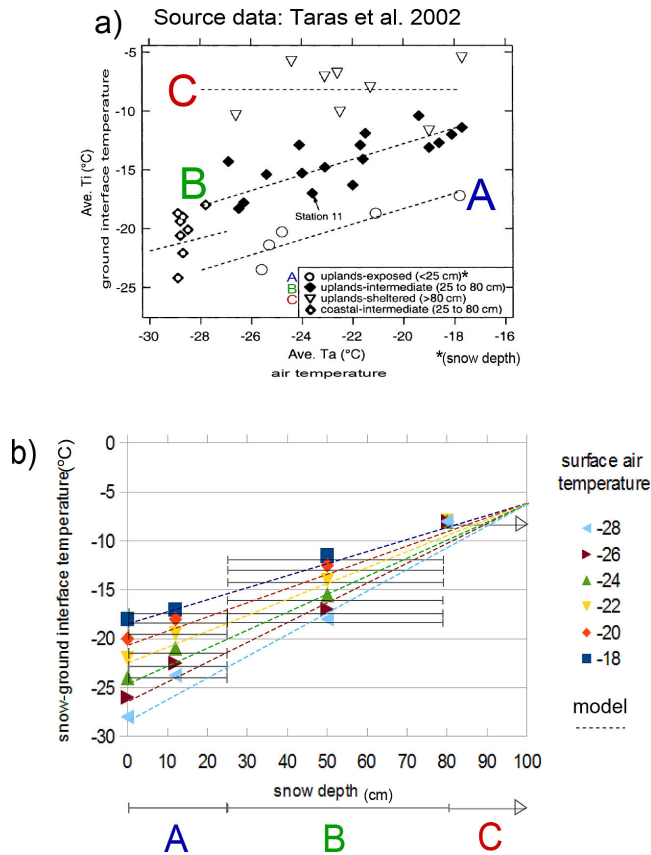 Source data: Taras et al. 2002
a)
-5
-10
-15
-20
-25
Ave. Ti (°C)
ground interface temperature
C
B
A
Station 11
A uplands-exposed (<25 cm)*
B uplands-intermediate (25 to 80 cm)
C uplands-sheltered (>80 cm)
coastal-intermediate (25 to 80 cm)
-30 -28 -26 -24 -22 -20 -18 -16
Ave. Ta (°C)
air temperature
*(snow depth)
b)
snow-ground interface temperature(°C)
0
-5
-10
-15
-20
-25
-30
0 10 20 30 40 50 60 70 80 90 100
snow depth (cm)
A B C
surface air
temperature
-28
-26
-24
-22
-20
-18
model